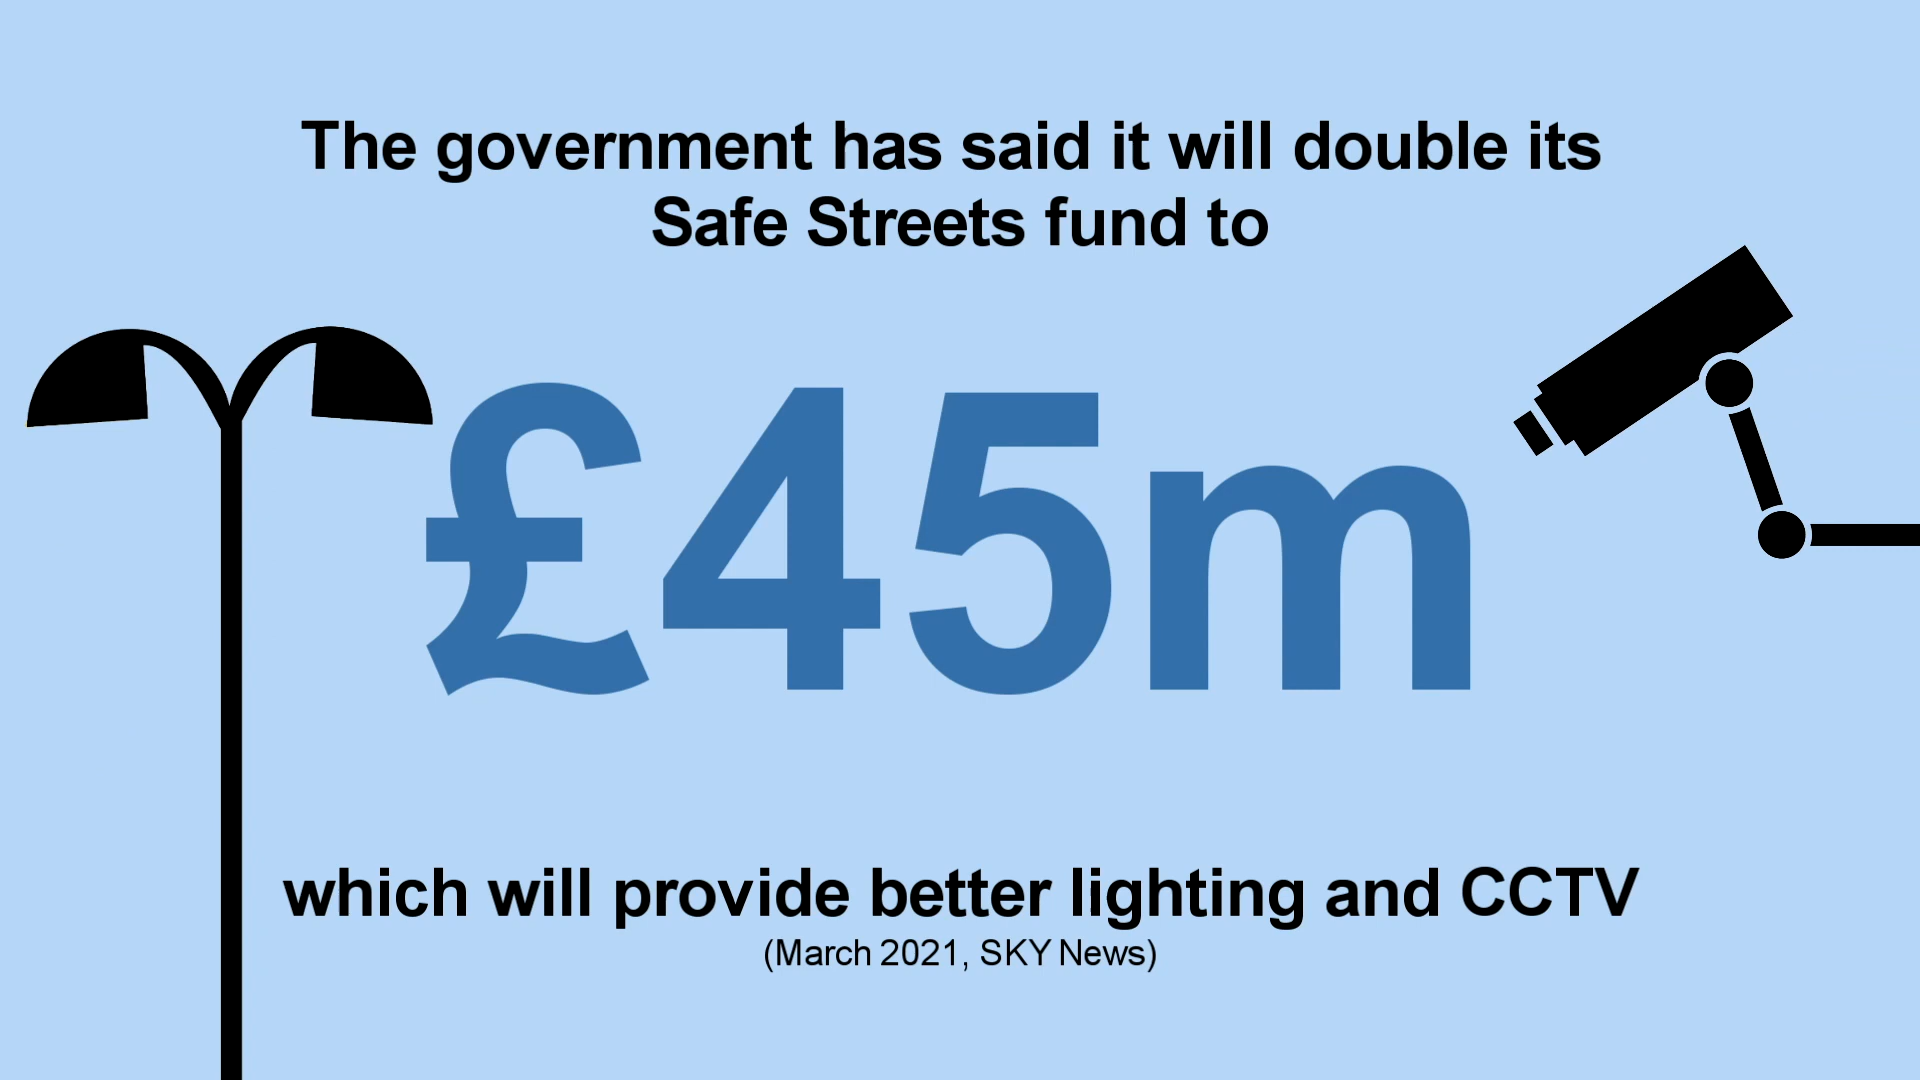 The government has said it will double its
Safe Streets fund to
£45m
which will provide better lighting and CCTV
(March 2021, SKY News)